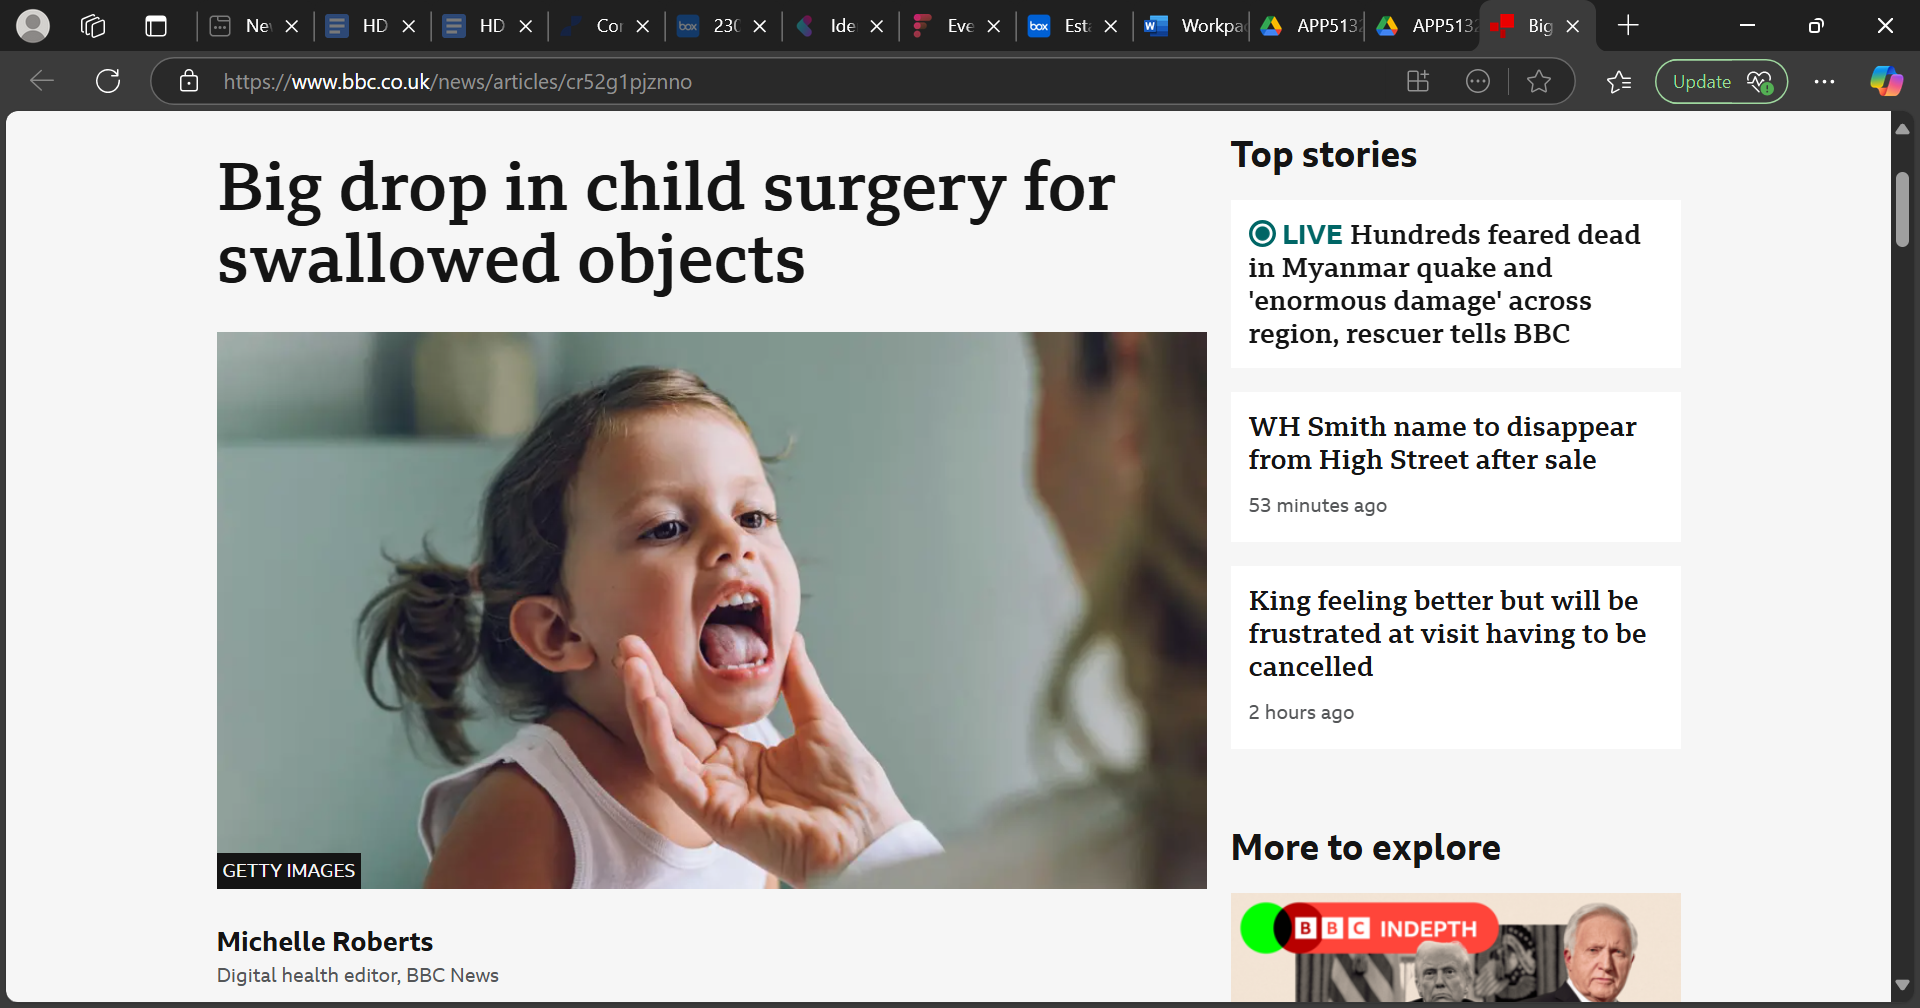 Ne
HD
HD
Co
box
230
Ide
Eve
box
Est
Workpa
APP5132
APP5132
Big
https://www.bbc.co.uk/news/articles/cr52g1pjznno
Update
Big drop in child surgery for
swallowed objects
GETTY IMAGES
Michelle Roberts
Digital health editor, BBC News
Top stories
LIVE Hundreds feared dead
in Myanmar quake and
'enormous damage' across
region, rescuer tells BBC
WH Smith name to disappear
from High Street after sale
53 minutes ago
King feeling better but will be
frustrated at visit having to be
cancelled
2 hours ago
More to explore
BBC INDEPTH